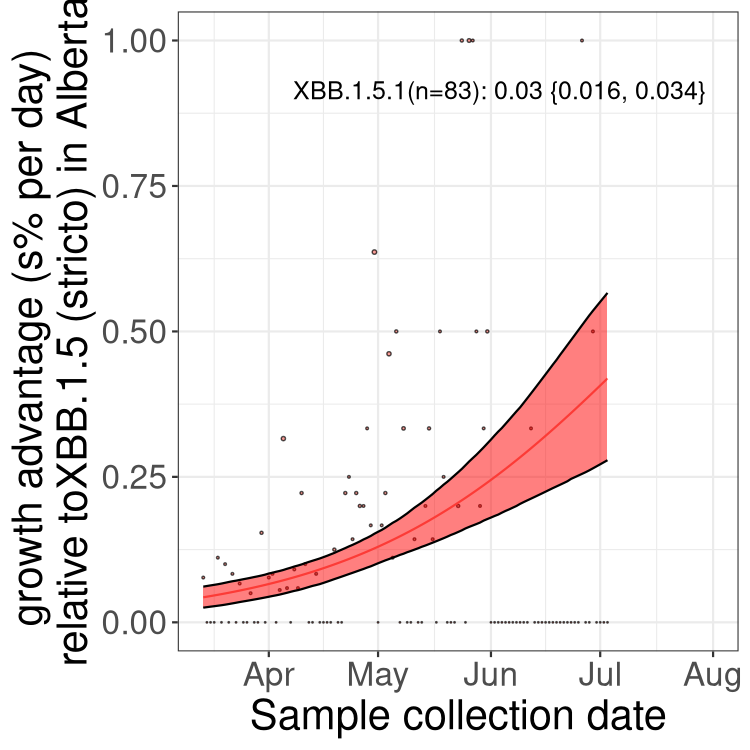 growth advantage (s% per day)
relative toXBB.1.5 (stricto) in Alberta
1.00
0.75
0.50
0.25
0.00
XBB.1.5.1(n=83): 0.03 {0.016, 0.034}
Apr May Jun Jul Aug
Sample collection date